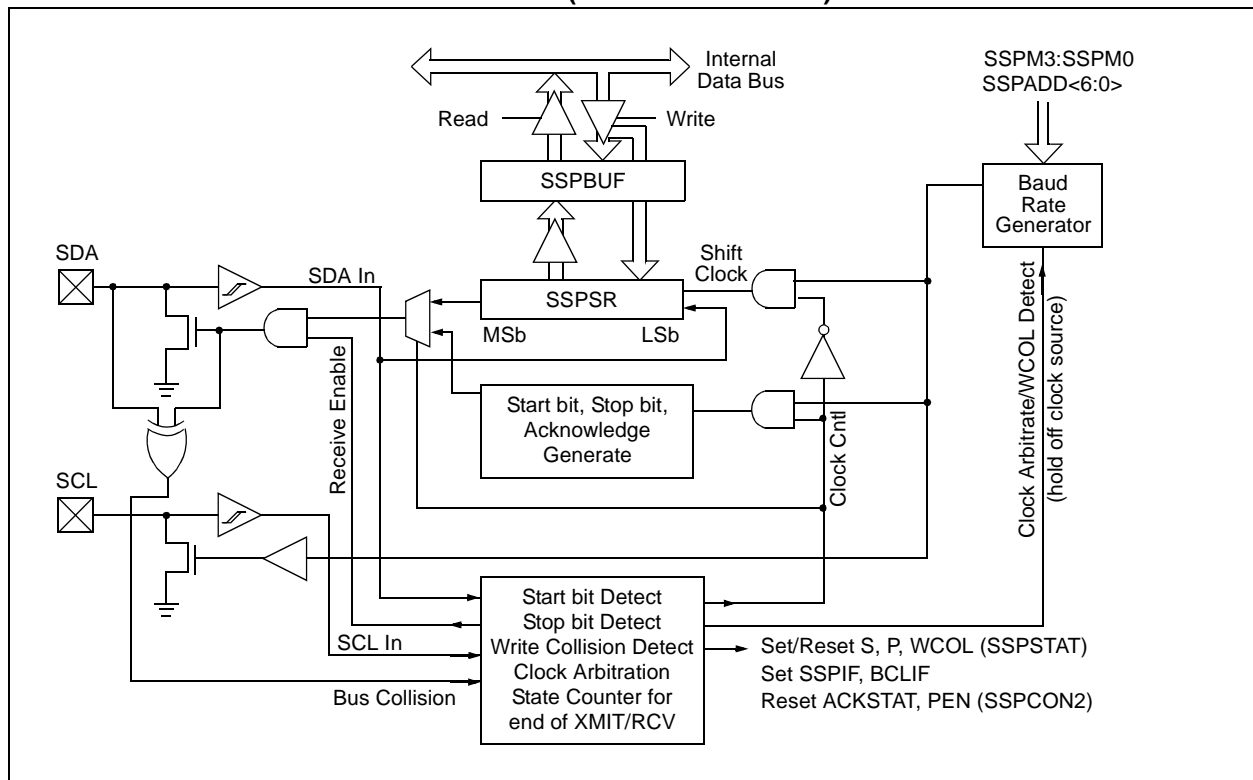 Internal
Data Bus
SSPM3:SSPM0
SSPADD<6:0>
Read
Write
SSPBUF
Baud
Rate
Generator
SDA
SDA In
Shift
Clock
SSPSR
MSb
LSb
Receive Enable
Start bit, Stop bit,
Acknowledge
Generate
Clock Cntl
Clock Arbitrate/WCOL Detect
(hold off clock source)
SCL
SCL In
Bus Collision
Start bit Detect
Stop bit Detect
Write Collision Detect
Clock Arbitration
State Counter for
end of XMIT/RCV
Set/Reset S, P, WCOL (SSPSTAT)
Set SSPIF, BCLIF
Reset ACKSTAT, PEN (SSPCON2)